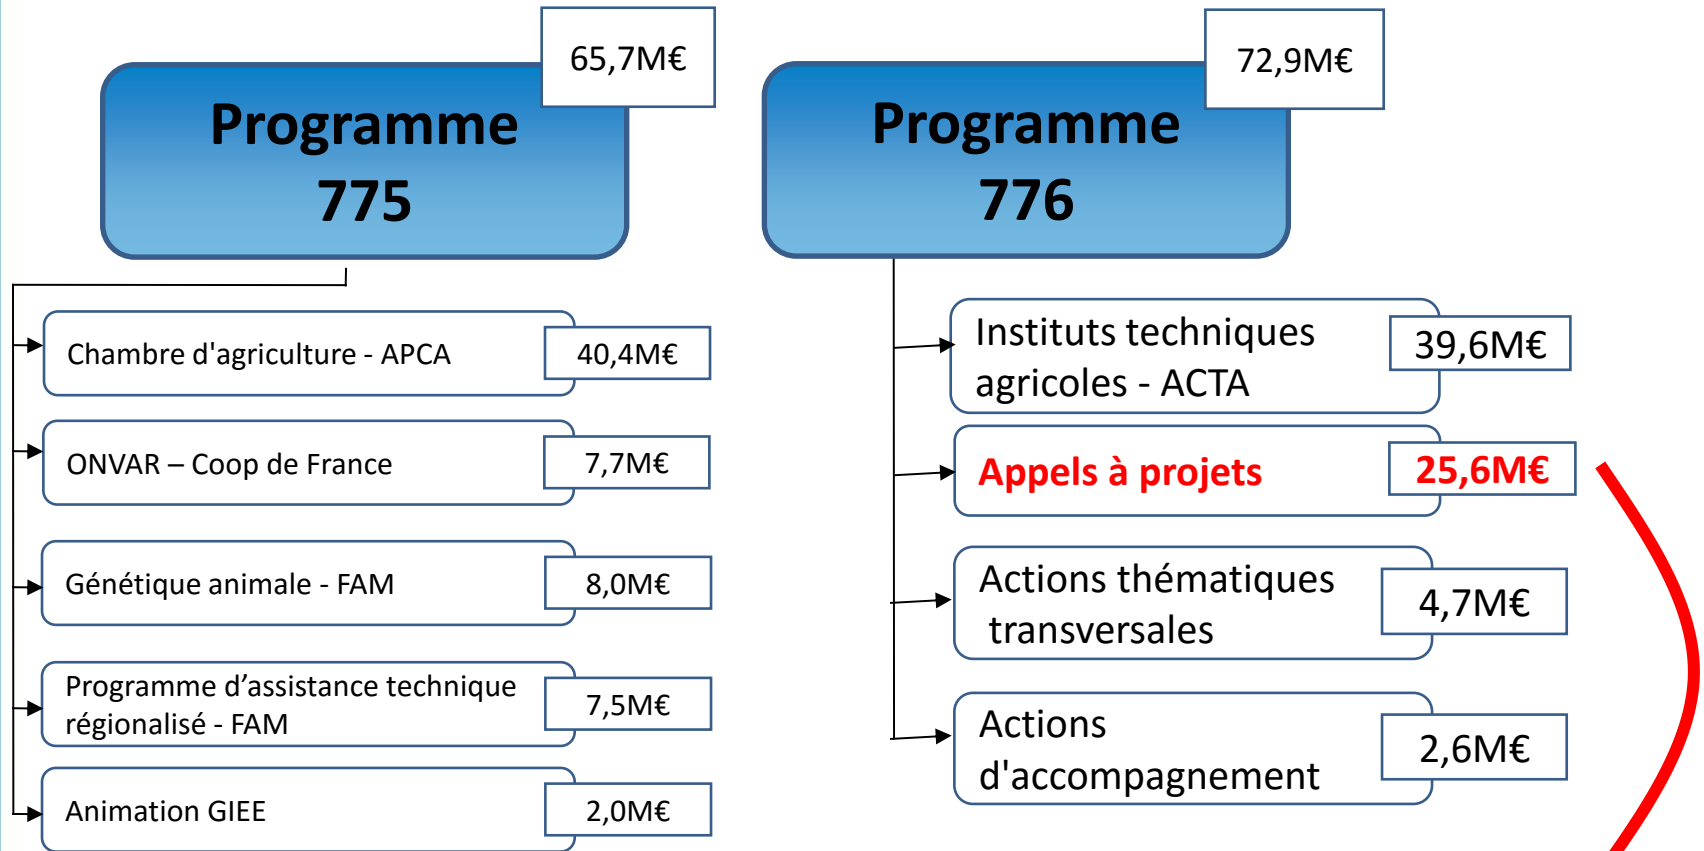 65,7M€
Programme
775
Chambre d'agriculture - APCA
40,4M€
ONVAR – Coop de France
7,7M€
Génétique animale - FAM
8,0M€
Programme d’assistance technique
régionalisé - FAM
7,5M€
Animation GIEE
2,0M€
72,9M€
Programme
776
Instituts techniques
agricoles - ACTA
39,6M€
Appels à projets
25,6M€
Actions thématiques
transversales
4,7M€
Actions
d'accompagnement
2,6M€